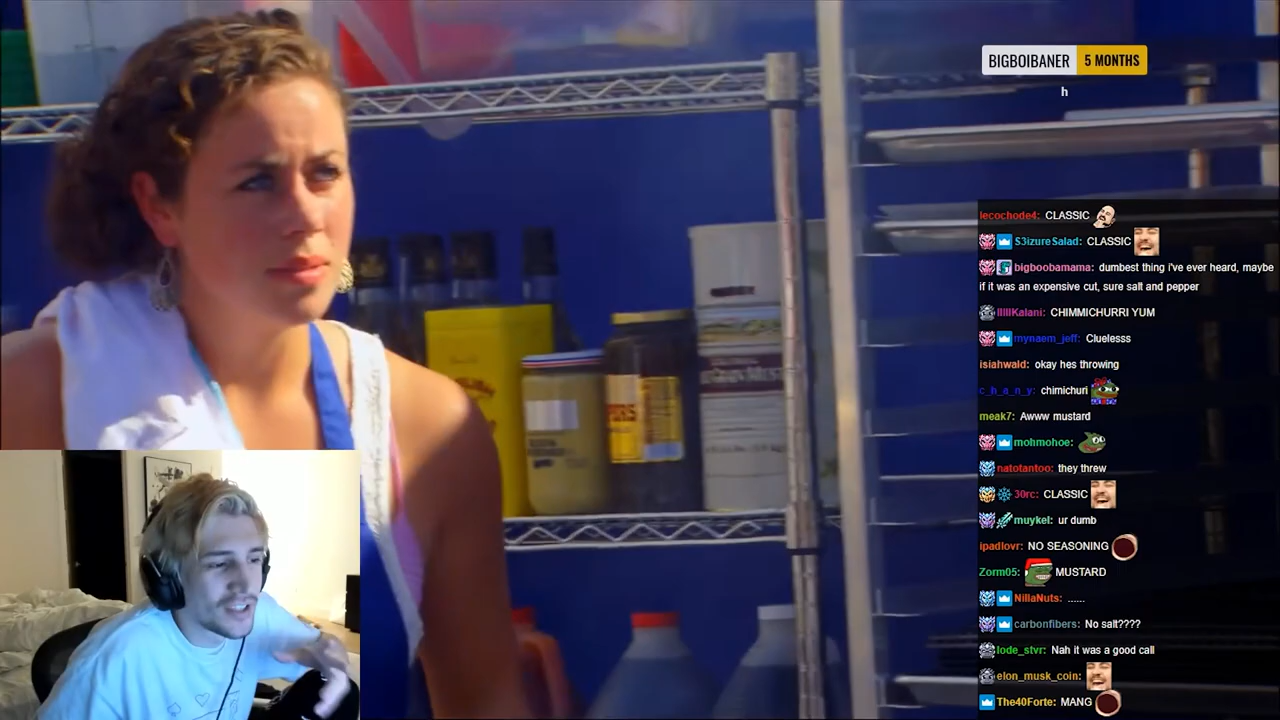 BIGBOIBANER 5 MONTHS
h
lecochode4: CLASSIC
S3izureSalad: CLASSIC
bigboobamama: dumbest thing i've ever heard, maybe
if it was an expensive cut, sure salt and pepper
IlIlIKalani: CHIMMICHURRI YUM
mynaem_jeff: Cluelesss
isiahwald: okay hes throwing
c_h_a_n_y: chimichuri
meak7: Awww mustard
mohmohoe:
natotantoo: they threw
30rc: CLASSIC
muykel: ur dumb
ipadlovr: NO SEASONING
Zorm05: MUSTARD
NillaNuts: ......
carbonfibers: No salt????
lode_stvr: Nah it was a good call
elon_musk_coin:
The40Forte: MANG